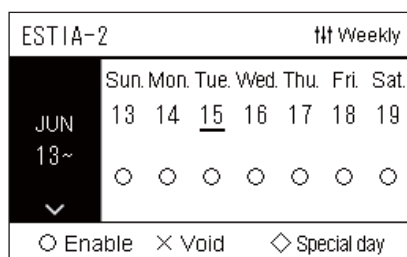 ESTIA-2 Weekly
Sun. Mon. Tue. Wed. Thu. Fri. Sat.
JUN 13 14 15 16 17 18 19
13~
○ ○ ○ ○ ○ ○ ○
○ Enable × Void ◇ Special day